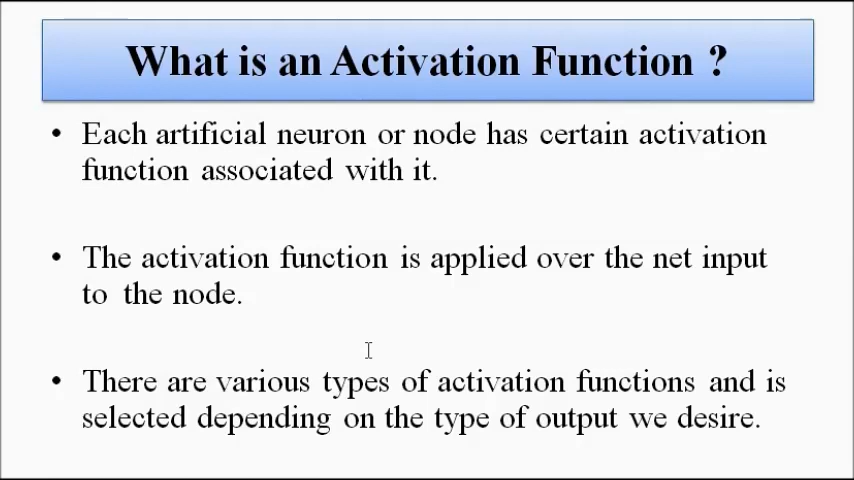 What is an Activation Function ?
• Each artificial neuron or node has certain activation
function associated with it.
• The activation function is applied over the net input
to the node.
• There are various types of activation functions and is
selected depending on the type of output we desire.